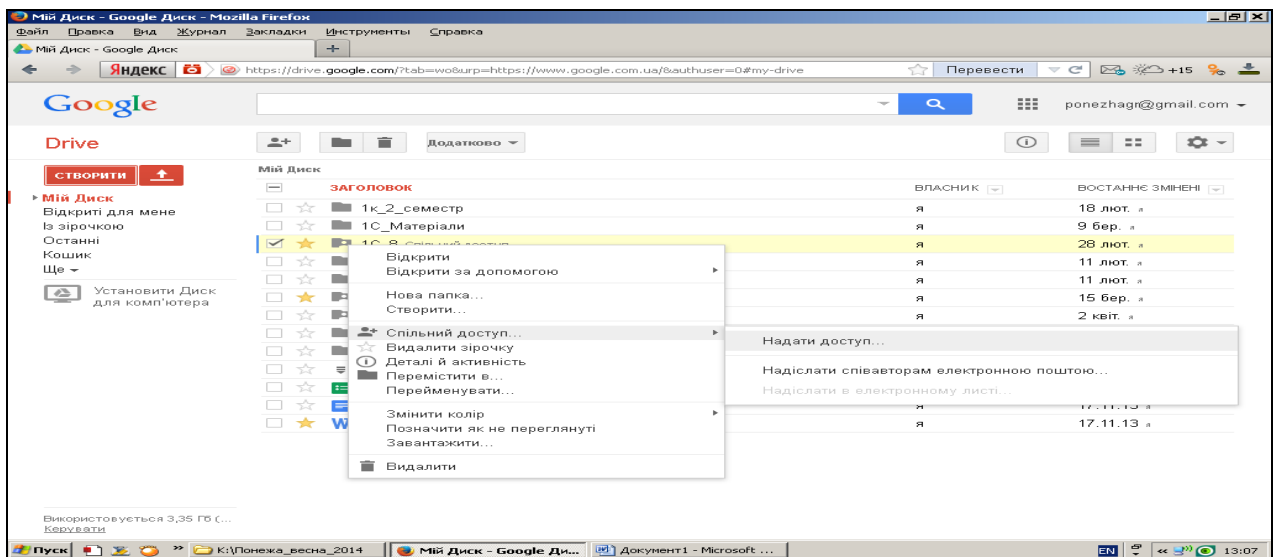 Мій Диск - Google Диск - Mozilla Firefox
Файл Правка Вид Журнал Закладки Инструменты Справка
Мій Диск - Google Диск
Яндекс https://drive.google.com/?tab=wo&urp=https://www.google.com.ua/&authuser=0#my-drive Перевести +15
Google ponezhagr@gmail.com
Drive Додатково
СТВОРИТИ
Мій Диск
ЗАГОЛОВОК ВЛАСНИК ВОСТАННЄ ЗМІНЕНІ
Мій Диск
Відкриті для мене
Із зірочкою
Останні
Кошик
Ще
Установити Диск
для комп'ютера
1к_2_семестр я 18 лют. я
1С_Матеріали я 9 бер. я
1С_8 Спільний доступ я 28 лют. я
я 11 лют. я
я 11 лют. я
я 15 бер. я
я 2 квіт. я
я 17.11.13 я
я 17.11.13 я
Відкрити
Відкрити за допомогою
Нова папка...
Створити...
Спільний доступ...
Видалити зірочку
Деталі й активність
Перемістити в...
Перейменувати...
Змінити колір
Позначити як не переглянуті
Завантажити...
Видалити
Надати доступ...
Надіслати співавторам електронною поштою...
Надіслати в електронному листі...
Використовується 3,35 Гб (...
Керувати
Пуск » K:\Понежа_весна_2014 Мій Диск - Google Ди... Документ1 - Microsoft ... EN « 13:07